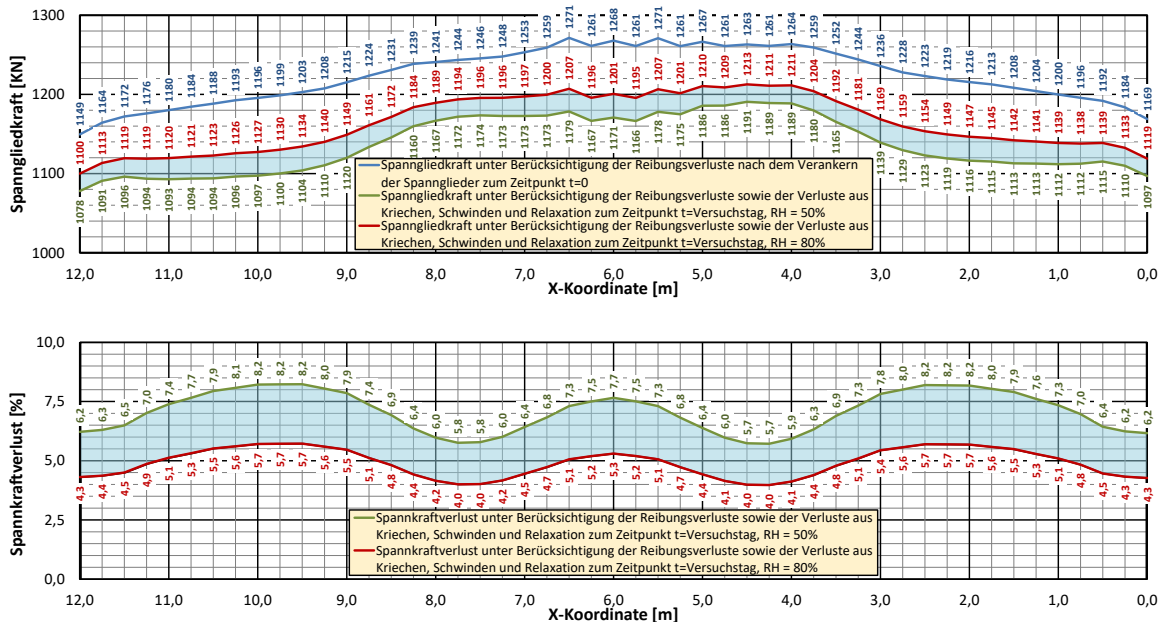 Spanngliedkraft [KN]
1300
1200
1100
1000
1149 1164 1172 1176 1180 1184 1188 1193 1196 1199 1203 1208 1215 1224 1231 1239 1241 1244 1246 1248 1253 1259 1271 1261 1268 1261 1271 1261 1267 1261 1263 1261 1264 1259 1252 1244 1236 1228 1223 1219 1216 1213 1208 1204 1200 1196 1192 1184 1169
1100 1113 1119 1119 1120 1121 1123 1126 1127 1130 1134 1140 1149 1161 1172 1184 1189 1194 1196 1196 1197 1200 1207 1196 1201 1195 1207 1201 1210 1209 1213 1211 1211 1204 1192 1181 1169 1159 1154 1149 1147 1145 1142 1141 1139 1138 1139 1133 1119
1078 1091 1096 1094 1093 1094 1094 1096 1097 1100 1104 1110 1120 1160 1167 1172 1174 1173 1173 1173 1179 1167 1171 1166 1178 1175 1186 1186 1191 1189 1189 1180 1165 1139 1129 1123 1119 1116 1115 1113 1113 1112 1112 1115 1110 1097
Spanngliedkraft unter Berücksichtigung der Reibungsverluste nach dem Verankern
der Spannglieder zum Zeitpunkt t=0
Spanngliedkraft unter Berücksichtigung der Reibungsverluste sowie der Verluste aus
Kriechen, Schwinden und Relaxation zum Zeitpunkt t=Versuchstag, RH = 50%
Spanngliedkraft unter Berücksichtigung der Reibungsverluste sowie der Verluste aus
Kriechen, Schwinden und Relaxation zum Zeitpunkt t=Versuchstag, RH = 80%
12,0 11,0 10,0 9,0 8,0 7,0 6,0 5,0 4,0 3,0 2,0 1,0 0,0
X-Koordinate [m]
Spannkraftverlust [%]
10,0
7,5
5,0
2,5
0,0
6,2 6,3 6,5 7,0 7,4 7,7 7,9 8,1 8,2 8,2 8,2 8,0 7,9 7,4 6,9 6,4 6,0 5,8 5,8 6,0 6,4 6,8 7,3 7,5 7,7 7,5 7,3 6,8 6,4 6,0 5,7 5,7 5,9 6,3 6,9 7,3 7,8 8,0 8,2 8,2 8,2 8,0 7,9 7,6 7,3 7,0 6,4 6,2 6,2
4,3 4,4 4,5 4,9 5,1 5,3 5,5 5,6 5,7 5,7 5,7 5,6 5,5 5,1 4,8 4,4 4,2 4,0 4,0 4,2 4,5 4,7 5,1 5,2 5,3 5,2 5,1 4,7 4,4 4,1 4,0 4,0 4,1 4,4 4,8 5,1 5,4 5,6 5,7 5,7 5,7 5,6 5,5 5,3 5,1 4,8 4,5 4,3 4,3
Spannkraftverlust unter Berücksichtigung der Reibungsverluste sowie der Verluste aus
Kriechen, Schwinden und Relaxation zum Zeitpunkt t=Versuchstag, RH = 50%
Spannkraftverlust unter Berücksichtigung der Reibungsverluste sowie der Verluste aus
Kriechen, Schwinden und Relaxation zum Zeitpunkt t=Versuchstag, RH = 80%
12,0 11,0 10,0 9,0 8,0 7,0 6,0 5,0 4,0 3,0 2,0 1,0 0,0
X-Koordinate [m]